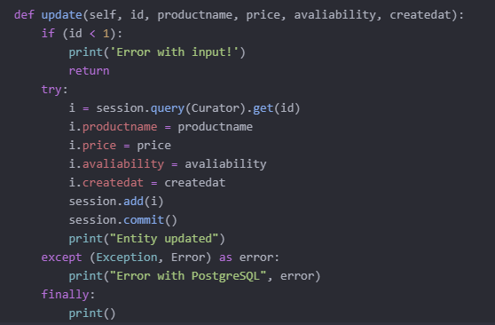 def update(self, id, productname, price, avaliability, createdat):
    if (id < 1):
        print('Error with input!')
        return
    try:
        i = session.query(Curator).get(id)
        i.productname = productname
        i.price = price
        i.avaliability = avaliability
        i.createdat = createdat
        session.add(i)
        session.commit()
        print("Entity updated")
    except (Exception, Error) as error:
        print("Error with PostgreSQL", error)
    finally:
        print()